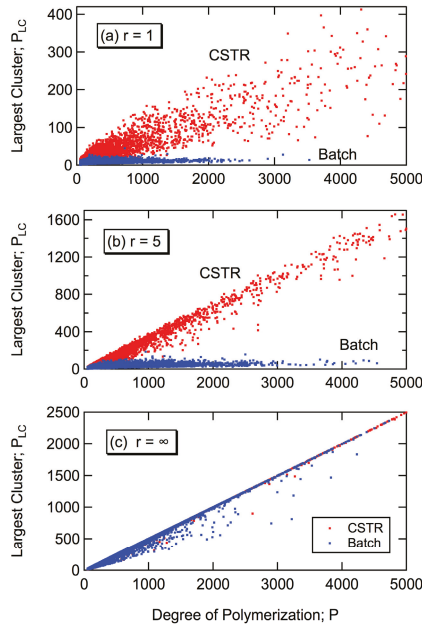 400
300
200
100
0
Largest Cluster; P_LC
(a) r = 1
CSTR
Batch
0 1000 2000 3000 4000 5000
1600
1200
800
400
0
Largest Cluster; P_LC
(b) r = 5
CSTR
Batch
0 1000 2000 3000 4000 5000
2500
2000
1500
1000
500
0
Largest Cluster; P_LC
(c) r = ∞
CSTR
Batch
0 1000 2000 3000 4000 5000
Degree of Polymerization; P